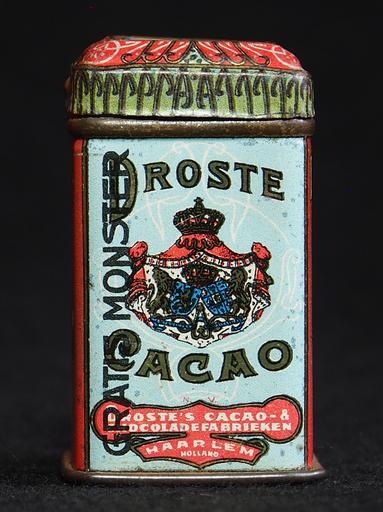 DROSTE
CACAO
GRATIS MONSTER
N.V.
DROSTE'S CACAO-&
CHOCOLADEFABRIEKEN
HAARLEM
HOLLAND